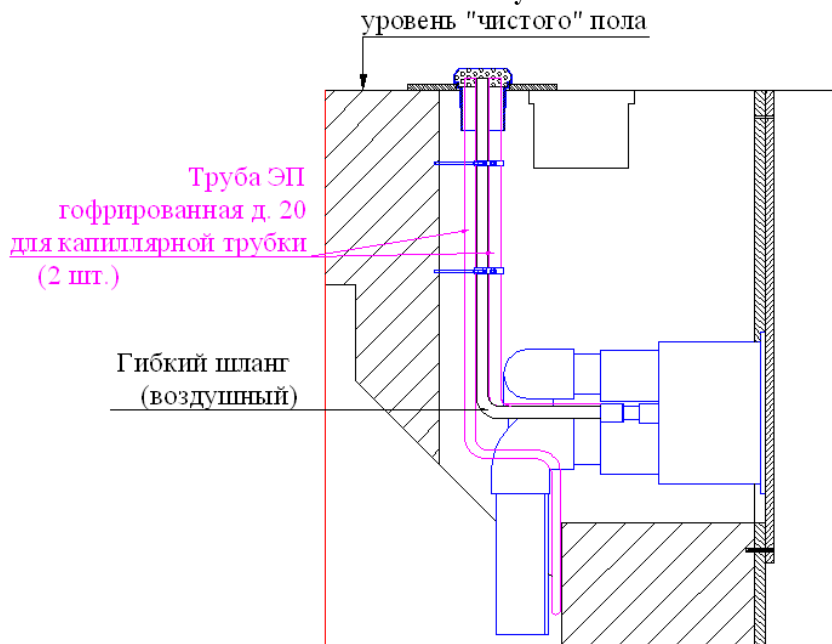 уровень "чистого" пола
Труба ЭП
гофрированная д. 20
для капиллярной трубки
(2 шт.)
Гибкий шланг
(воздушный)